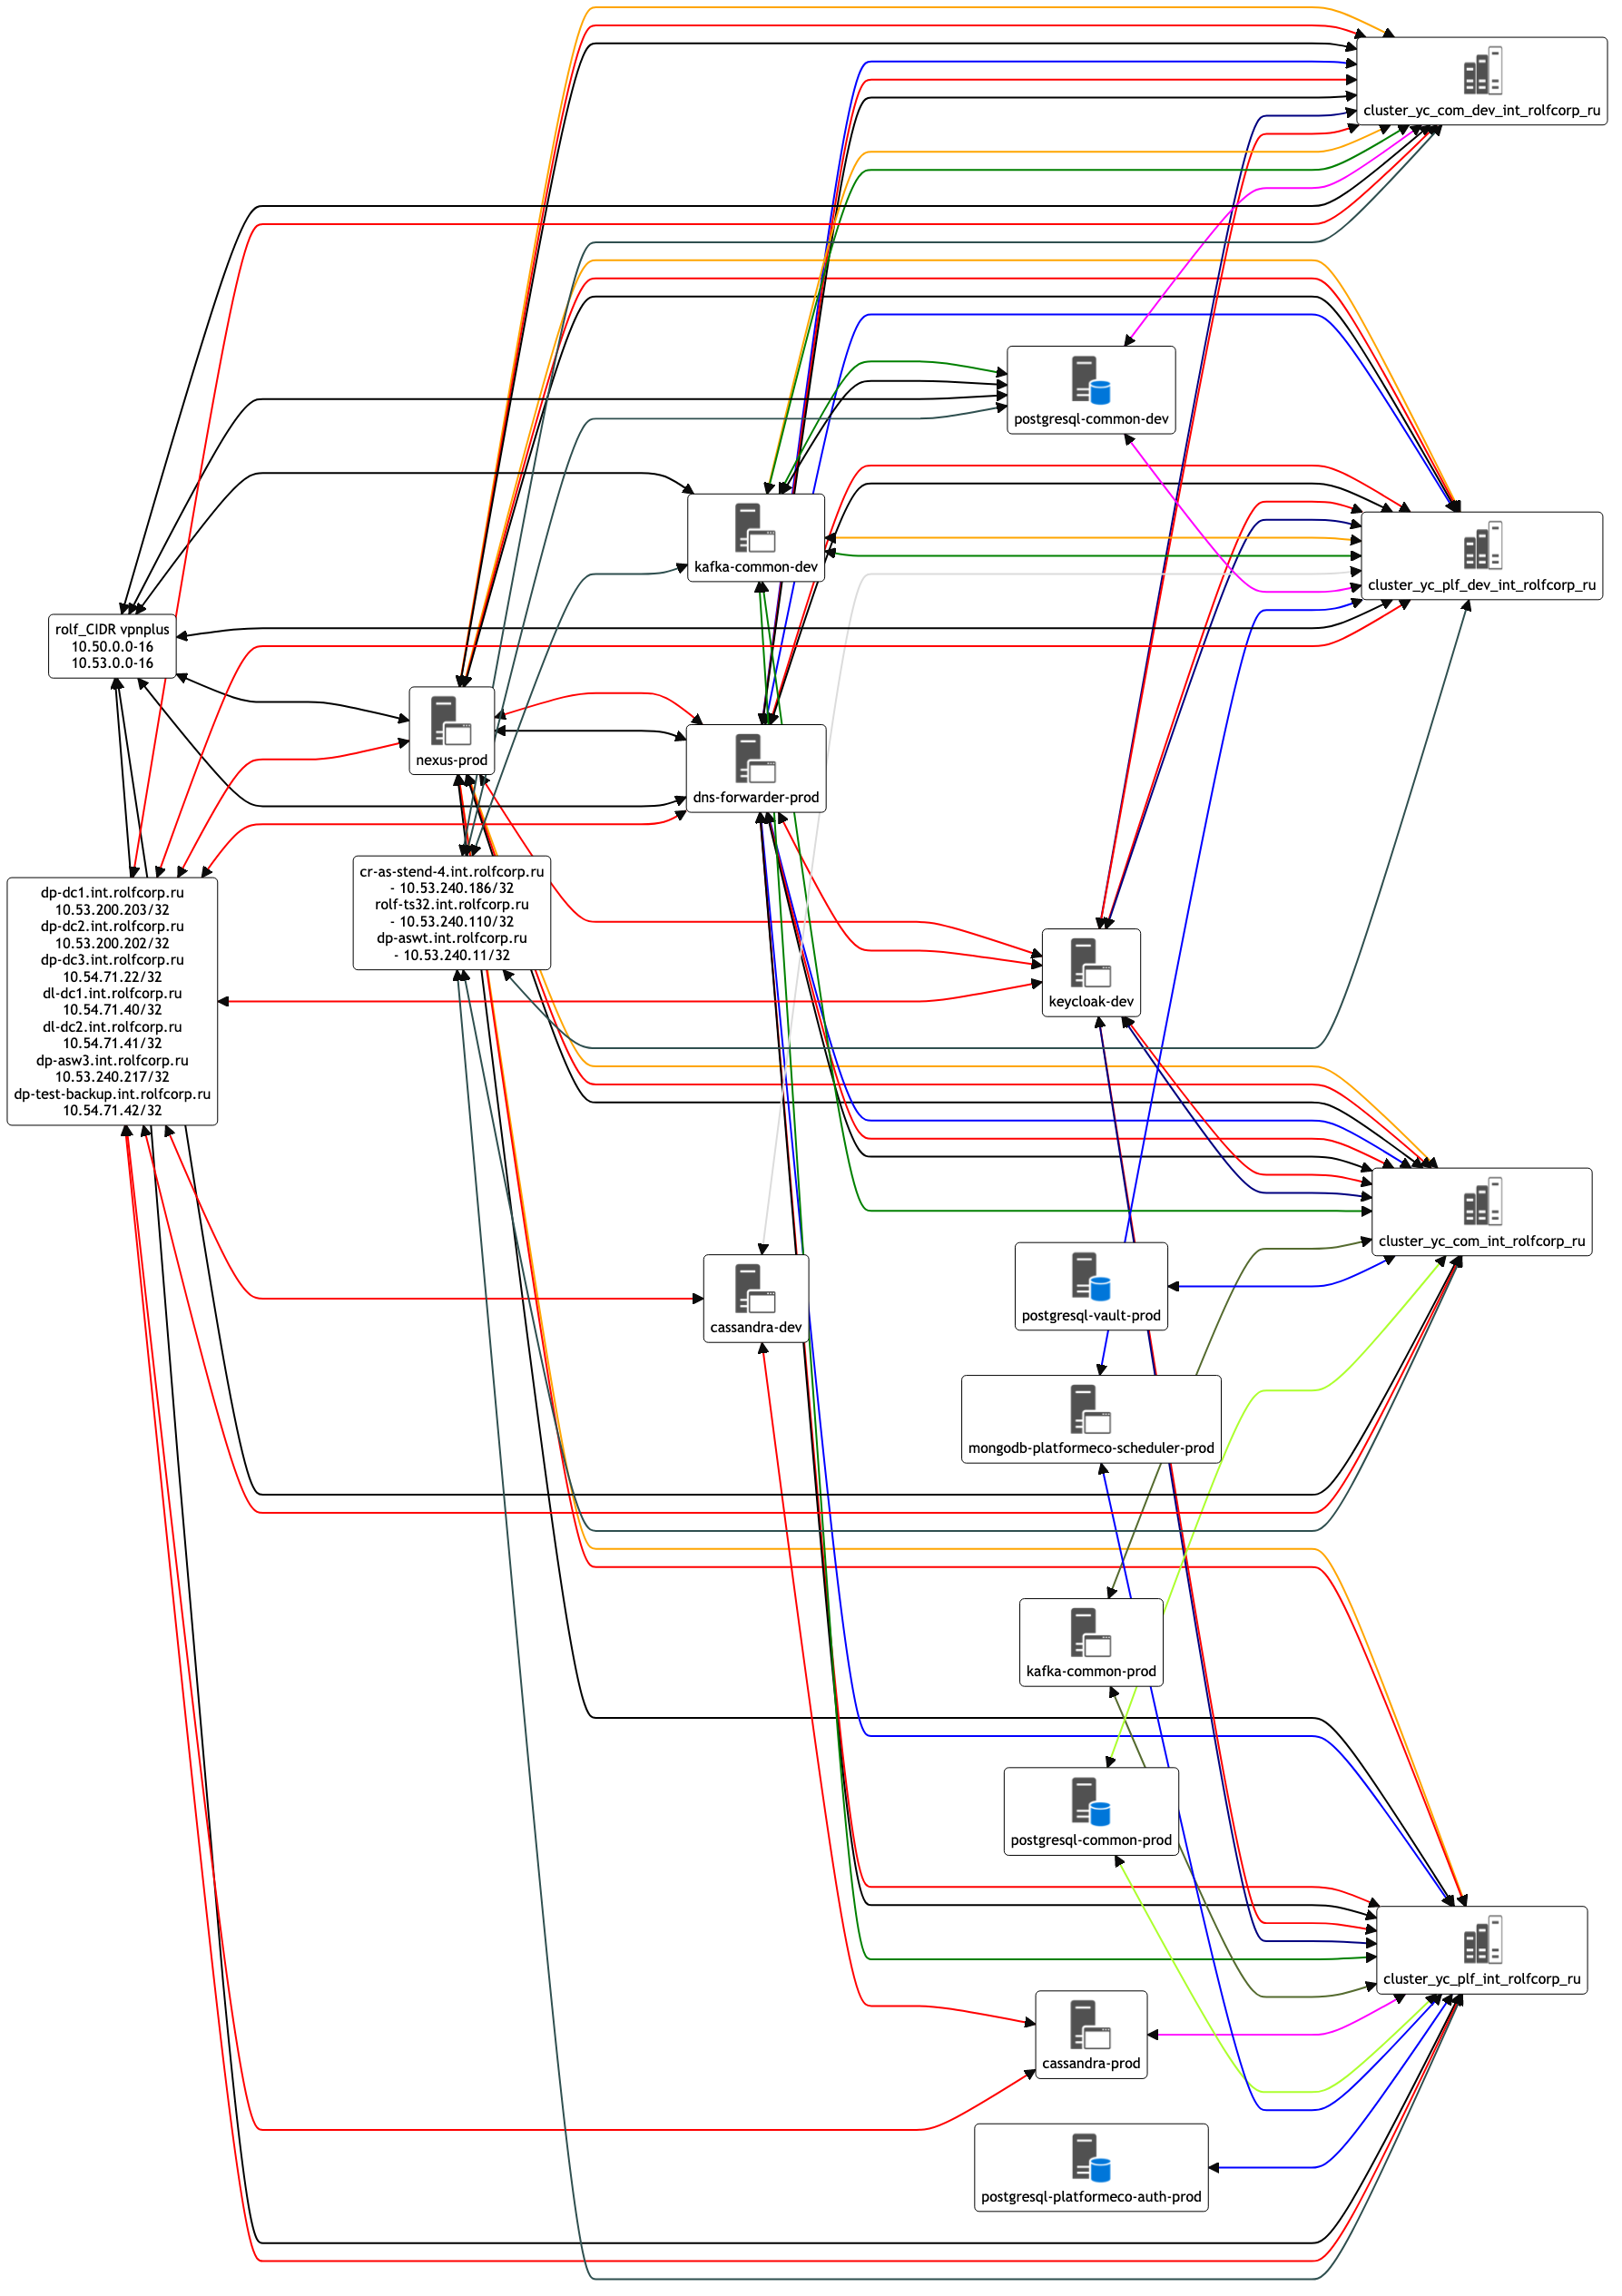 cluster_yc_com_dev_int_rolfcorp_ru
postgresql-common-dev
kafka-common-dev
cluster_yc_plf_dev_int_rolfcorp_ru
rolf_CIDR vpnplus
10.50.0.0-16
10.53.0.0-16
nexus-prod
dns-forwarder-prod
cr-as-stend-4.int.rolfcorp.ru
- 10.53.240.186/32
rolf-ts32.int.rolfcorp.ru
- 10.53.240.110/32
dp-aswt.int.rolfcorp.ru
- 10.53.240.11/32
dp-dc1.int.rolfcorp.ru
10.53.200.203/32
dp-dc2.int.rolfcorp.ru
10.53.200.202/32
dp-dc3.int.rolfcorp.ru
10.54.71.22/32
dl-dc1.int.rolfcorp.ru
10.54.71.40/32
dl-dc2.int.rolfcorp.ru
10.54.71.41/32
dp-asw3.int.rolfcorp.ru
10.53.240.217/32
dp-test-backup.int.rolfcorp.ru
10.54.71.42/32
keycloak-dev
cluster_yc_com_int_rolfcorp_ru
postgresql-vault-prod
cassandra-dev
mongodb-platformeco-scheduler-prod
kafka-common-prod
postgresql-common-prod
cluster_yc_plf_int_rolfcorp_ru
cassandra-prod
postgresql-platformeco-auth-prod